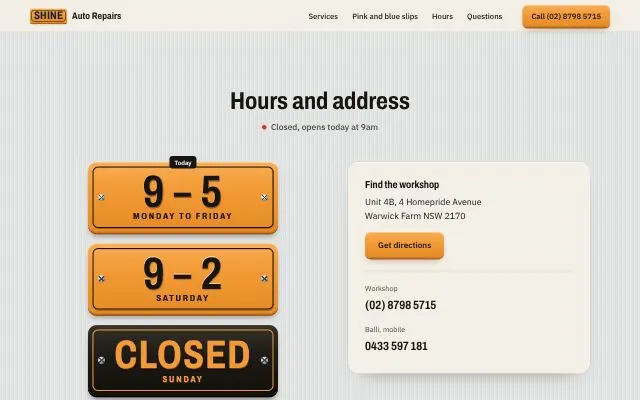 SHINE Auto Repairs
Services
Pink and blue slips
Hours
Questions
Call (02) 8798 5715
Hours and address
Closed, opens today at 9am
Today
9 – 5
MONDAY TO FRIDAY
9 – 2
SATURDAY
CLOSED
SUNDAY
Find the workshop
Unit 4B, 4 Homepride Avenue
Warwick Farm NSW 2170
Get directions
Workshop
(02) 8798 5715
Balli, mobile
0433 597 181